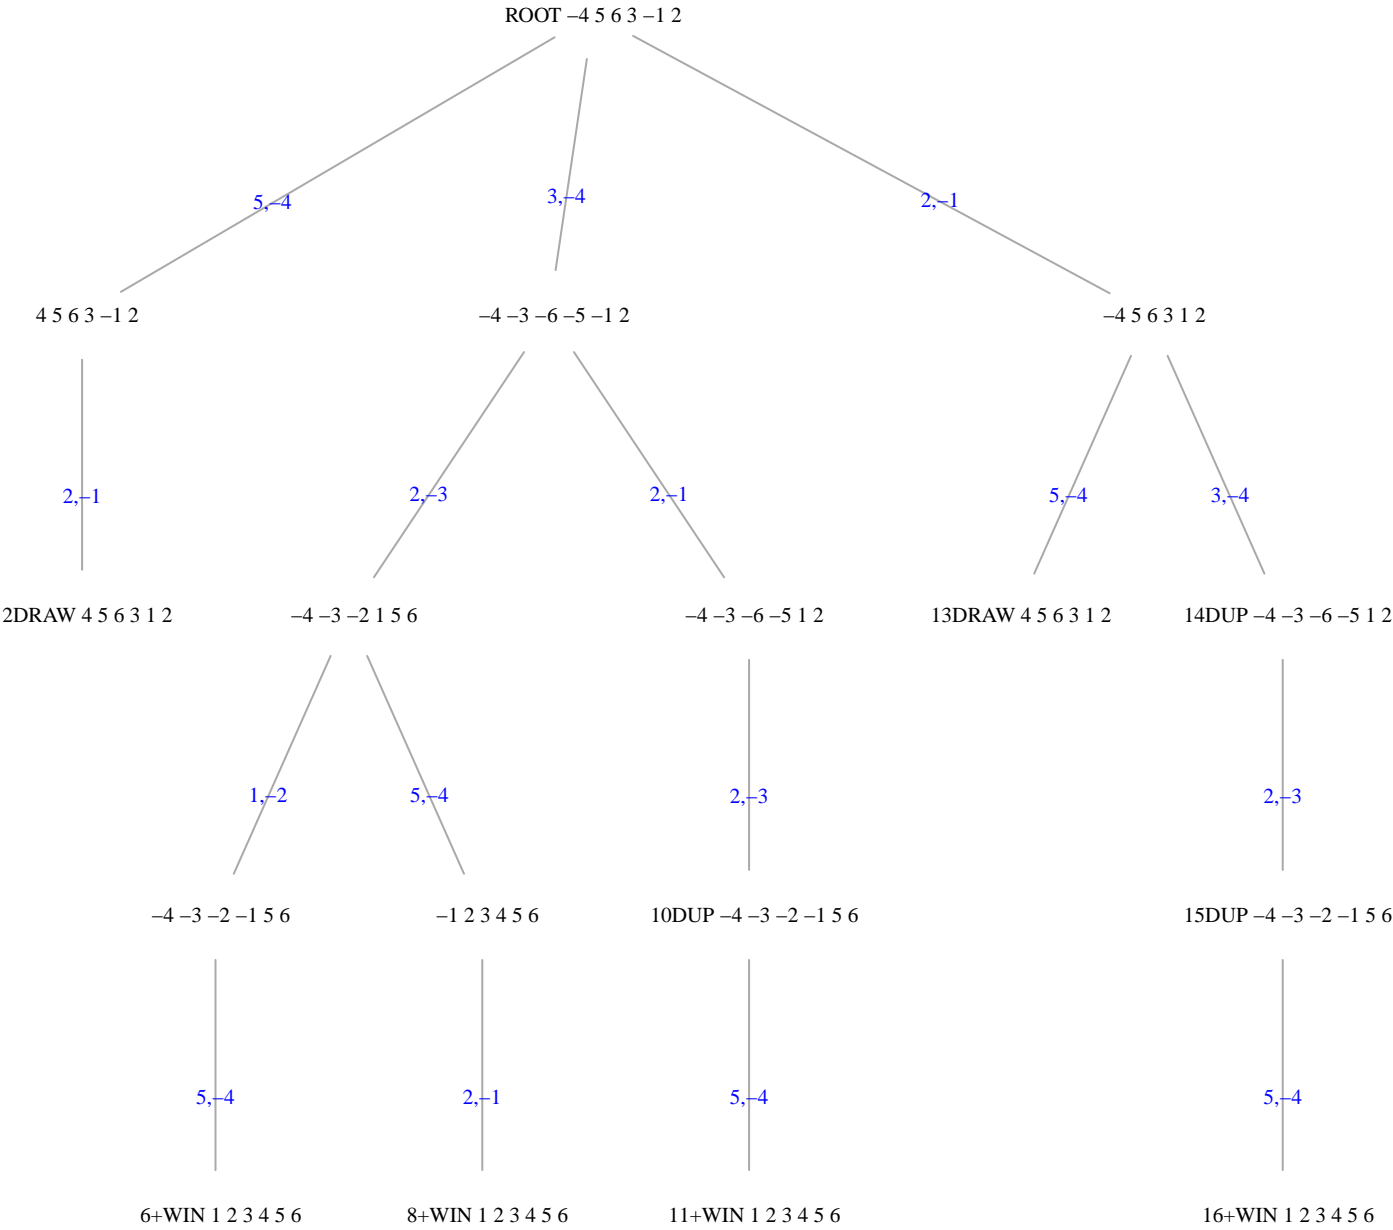 ROOT −4 5 6 3 −1 2
5,−4
3,−4
2,−1
4 5 6 3 −1 2
−4 −3 −6 −5 −1 2
−4 5 6 3 1 2
2,−1
2,−3
2,−1
5,−4
3,−4
2DRAW 4 5 6 3 1 2
−4 −3 −2 1 5 6
−4 −3 −6 −5 1 2
13DRAW 4 5 6 3 1 2
14DUP −4 −3 −6 −5 1 2
1,−2
5,−4
2,−3
2,−3
−4 −3 −2 −1 5 6
−1 2 3 4 5 6
10DUP −4 −3 −2 −1 5 6
15DUP −4 −3 −2 −1 5 6
5,−4
2,−1
5,−4
5,−4
6+WIN 1 2 3 4 5 6
8+WIN 1 2 3 4 5 6
11+WIN 1 2 3 4 5 6
16+WIN 1 2 3 4 5 6